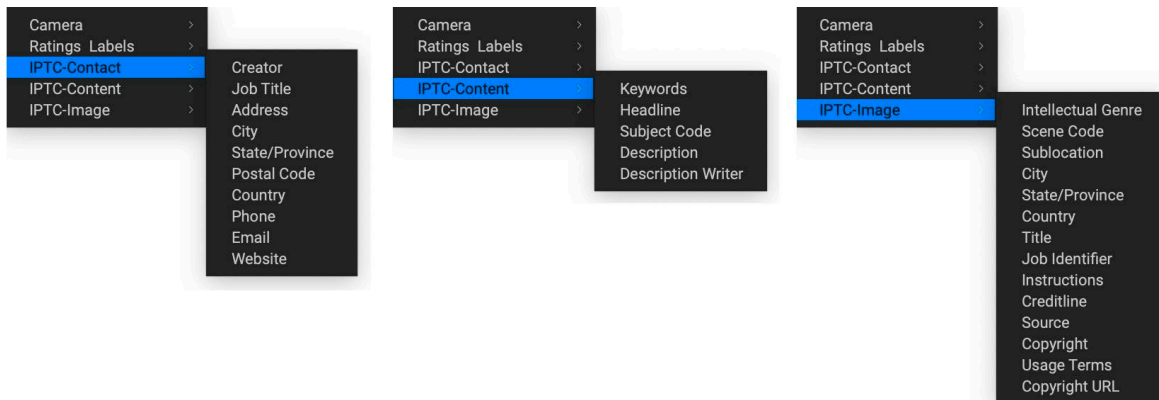 Camera
Ratings Labels
IPTC-Contact
IPTC-Content
IPTC-Image
Creator
Job Title
Address
City
State/Province
Postal Code
Country
Phone
Email
Website
Camera
Ratings Labels
IPTC-Contact
IPTC-Content
IPTC-Image
Keywords
Headline
Subject Code
Description
Description Writer
Camera
Ratings Labels
IPTC-Contact
IPTC-Content
IPTC-Image
Intellectual Genre
Scene Code
Sublocation
City
State/Province
Country
Title
Job Identifier
Instructions
Creditline
Source
Copyright
Usage Terms
Copyright URL